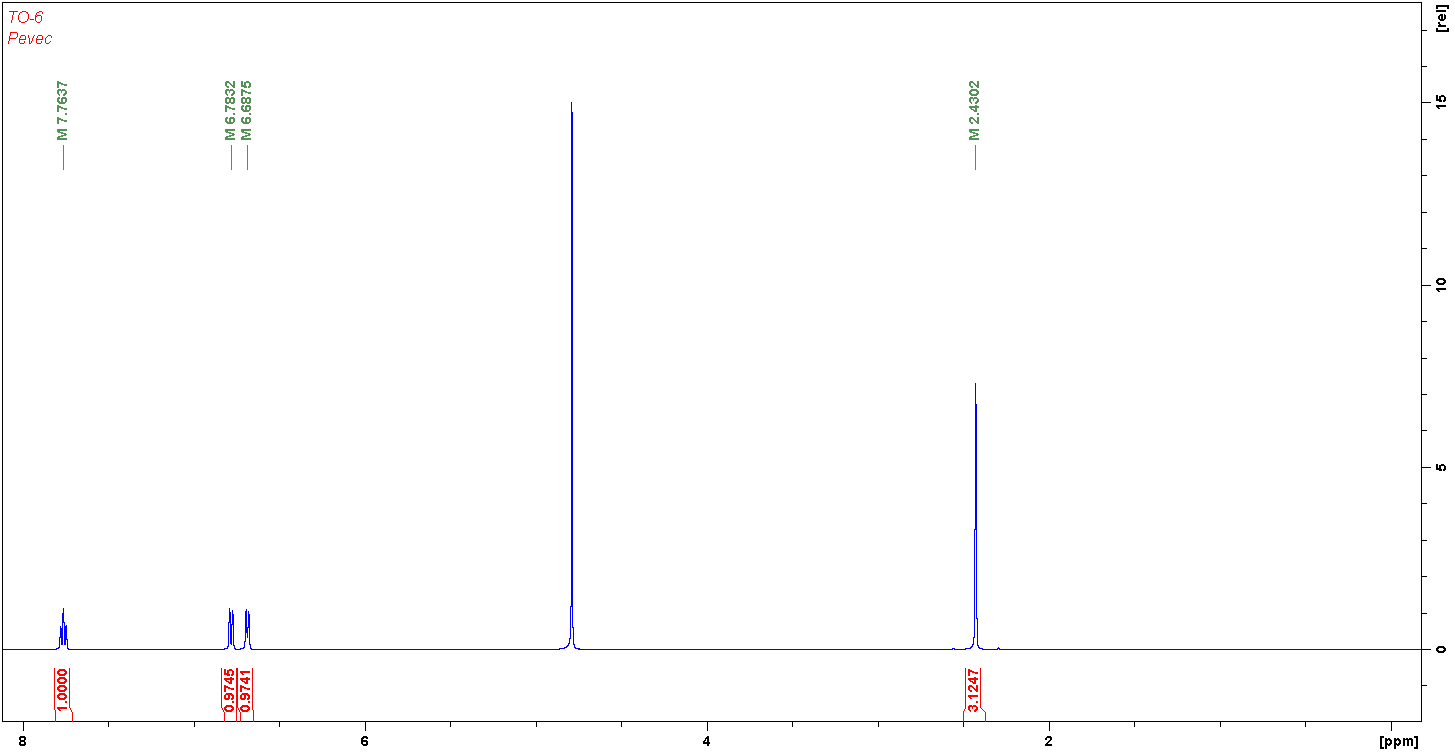 TO-6
Pevec
[rel]
M 7.7637
M 6.7832
M 6.6875
M 2.4302
15
10
5
0
1.0000
0.9745
0.9741
3.1247
8 6 4 2 [ppm]